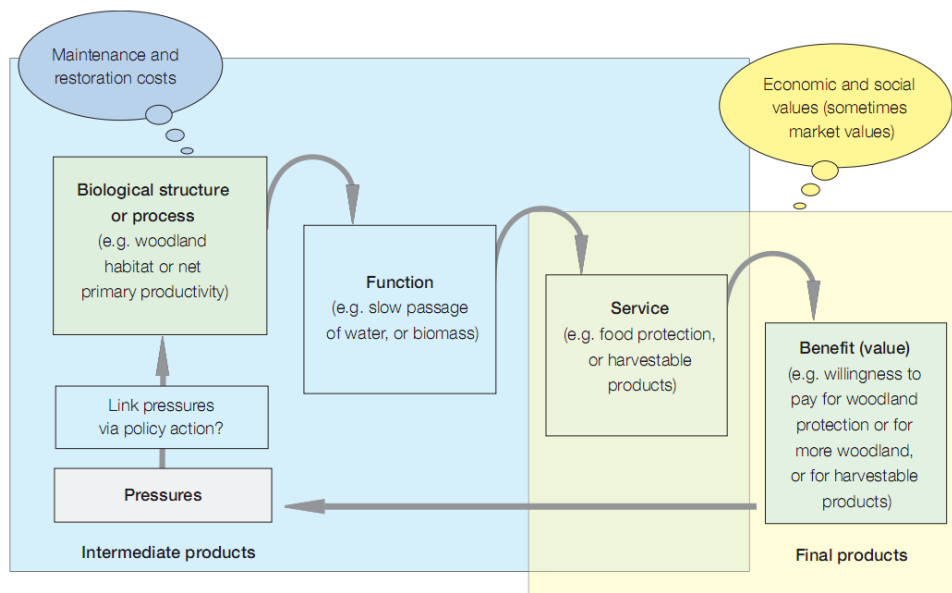 Maintenance and
restoration costs
Economic and social
values (sometimes
market values)
Biological structure
or process
(e.g. woodland
habitat or net
primary productivity)
Function
(e.g. slow passage
of water, or biomass)
Service
(e.g. food protection,
or harvestable
products)
Benefit (value)
(e.g. willingness to
pay for woodland
protection or for
more woodland,
or for harvestable
products)
Link pressures
via policy action?
Pressures
Intermediate products
Final products